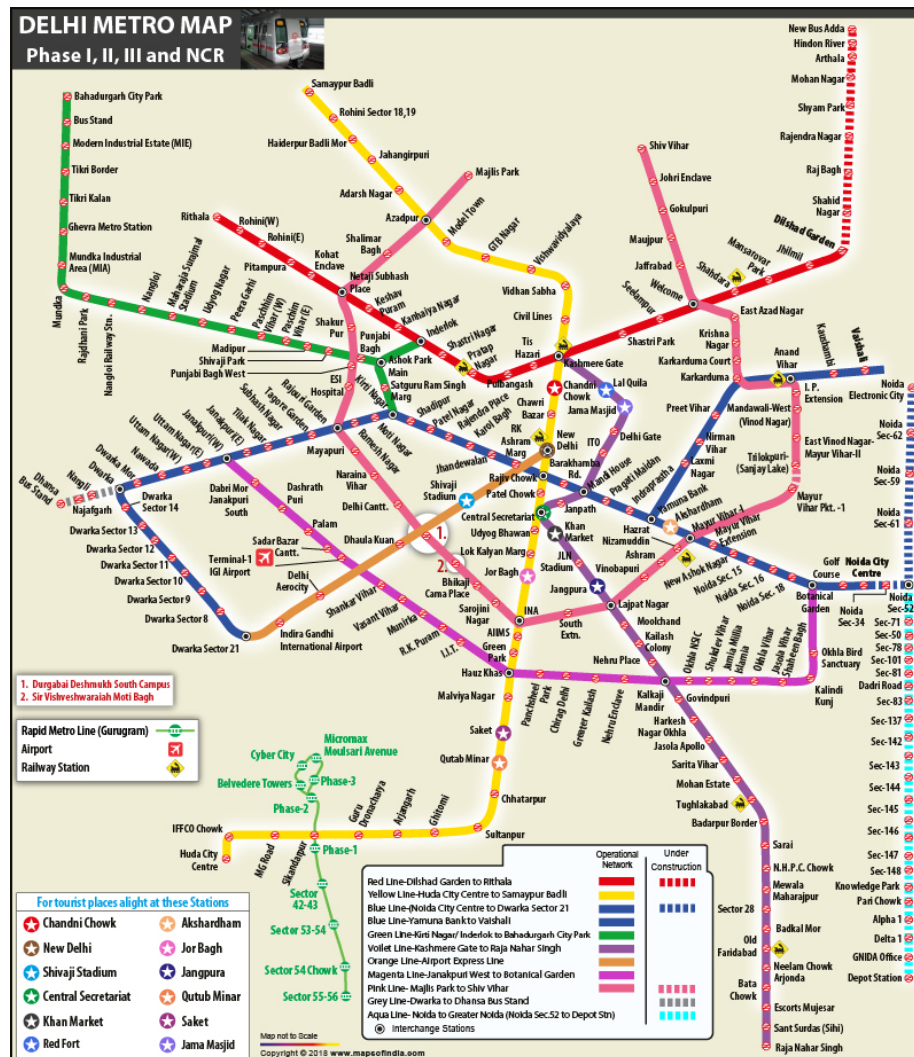 DELHI METRO MAP
Phase I, II, III and NCR
New Bus Adda
Hindon River
Arthala
Mohan Nagar
Shyam Park
Rajendra Nagar
Raj Bagh
Shahid
Nagar
Dilshad Garden
Jhilmil
Mansarovar
Park
Shahdara
Welcome
Seelampur
Shastri Park
Kashmere Gate
Tis
Hazari
Pulbangash
Pratap
Nagar
Shastri Nagar
Inderlok
Kanhaiya Nagar
Keshav
Puram
Netaji Subhash
Place
Kohat
Enclave
Pitampura
Rohini(E)
Rohini(W)
Rithala
Samaypur Badli
Rohini Sector 18,19
Haiderpur Badli Mor
Jahangirpuri
Adarsh Nagar
Azadpur
Model Town
GTB Nagar
Vishwavidyalaya
Vidhan Sabha
Civil Lines
Chandni
Chowk
Chawri
Bazar
New
Delhi
Rajiv Chowk
Patel Chowk
Central Secretariat
Udyog Bhawan
Lok Kalyan Marg
Jor Bagh
INA
AIIMS
Green
Park
Hauz Khas
Malviya Nagar
Saket
Qutub Minar
Chhatarpur
Sultanpur
Ghitorni
Arjangarh
Guru
Dronacharya
Sikandarpur
MG Road
IFFCO Chowk
Huda City
Centre
Bahadurgarh City Park
Bus Stand
Modern Industrial Estate (MIE)
Tikri Border
Tikri Kalan
Ghevra Metro Station
Mundka Industrial
Area (MIA)
Mundka
Rajdhani Park
Nangloi Railway Stn.
Nangloi
Maharaja Surajmal
Stadium
Udyog Nagar
Peera Garhi
Paschhim
Vihar (W)
Paschim
Vihar (E)
Madipur
Shivaji Park
Punjabi Bagh West
Punjabi
Bagh
Ashok Park
Main
Satguru Ram Singh
Marg
Kirti Nagar
Majlis Park
Shalimar
Bagh
Shakur
Pur
ESI
Hospital
Rajouri Garden
Mayapuri
Naraina
Vihar
Delhi Cantt.
1.
2.
Bhikaji
Cama Place
Sarojini
Nagar
South
Extn.
Lajpat Nagar
Vinobapuri
Ashram
Hazrat
Nizamuddin
Mayur Vihar-I
Mayur Vihar
Extension
Mayur
Vihar Pkt. -1
Trilokpuri-
(Sanjay Lake)
East Vinod Nagar-
Mayur Vihar-II
Mandawali-West
(Vinod Nagar)
I. P.
Extension
Anand
Vihar
Karkarduma
Karkarduma Court
Krishna
Nagar
East Azad Nagar
Jaffrabad
Maujpur
Gokulpuri
Johri Enclave
Shiv Vihar
Kaushambi
Vaishali
Preet Vihar
Nirman
Vihar
Laxmi
Nagar
Yamuna Bank
Indraprastha
Pragati Maidan
Mandi House
Barakhamba
Rd.
RK
Ashram
Marg
Jhandewalan
Karol Bagh
Rajendra Place
Patel Nagar
Shadipur
Moti Nagar
Ramesh Nagar
Tagore Garden
Subhash Nagar
Tilak Nagar
Janakpuri(E)
Janakpuri(W)
Uttam Nagar(E)
Uttam Nagar(W)
Nawada
Dwarka Mor
Dwarka
Nangli
Dhansa
Bus Stand
Najafgarh
Dwarka
Sector 14
Dwarka Sector 13
Dwarka Sector 12
Dwarka Sector 11
Dwarka Sector 10
Dwarka Sector 9
Dwarka Sector 8
Dwarka Sector 21
Indira Gandhi
International Airport
Delhi
Aerocity
Dhaula Kuan
Shivaji
Stadium
Dabri Mor
Janakpuri
South
Dashrath
Puri
Palam
Sadar Bazar
Cantt.
Terminal-1
IGI Airport
Shankar Vihar
Vasant Vihar
Munirka
R.K. Puram
I.I.T.
Panchsheel
Park
Chirag Delhi
Greater Kailash
Nehru Enclave
Kalkaji
Mandir
Okhla NSIC
Shukdev Vihar
Jamia Millia
Islamia
Okhla Vihar
Jasola Vihar
Shaheen Bagh
Kalindi
Kunj
Okhla Bird
Sanctuary
Botanical
Garden
Lal Quila
Jama Masjid
Delhi Gate
ITO
Janpath
Khan
Market
JLN
Stadium
Jangpura
Moolchand
Kailash
Colony
Nehru Place
Govindpuri
Harkesh
Nagar Okhla
Jasola Apollo
Sarita Vihar
Mohan Estate
Tughlakabad
Badarpur Border
Sarai
N.H.P.C. Chowk
Mewala
Maharajpur
Sector 28
Badkal Mor
Old
Faridabad
Neelam Chowk
Arjonda
Bata
Chowk
Escorts Mujesar
Sant Surdas (Sihi)
Raja Nahar Singh
Akshardham
New Ashok Nagar
Noida Sec. 15
Noida Sec. 16
Noida Sec. 18
Golf
Course
Noida City
Centre
Noida
Sec-34
Noida
Electronic City
Noida
Sec-62
Noida
Sec-59
Noida
Sec-61
Noida
Sec-52
Sec-71
Sec-50
Sec-78
Sec-101
Sec-81
Dadri Road
Sec-83
Sec-137
Sec-142
Sec-143
Sec-144
Sec-145
Sec-146
Sec-147
Sec-148
Knowledge Park
Pari Chowk
Alpha 1
Delta 1
GNIDA Office
Depot Station
1. Durgabai Deshmukh South Campus
2. Sir Vishveshwaraiah Moti Bagh
Rapid Metro Line (Gurugram)
Airport
Railway Station
Micromax
Moulsari Avenue
Cyber City
Belvedere Towers
Phase-3
Phase-2
Phase-1
Sector
42-43
Sector 53-54
Sector 54 Chowk
Sector 55-56
For tourist places alight at these Stations
Chandni Chowk
Akshardham
New Delhi
Jor Bagh
Shivaji Stadium
Jangpura
Central Secretariat
Qutub Minar
Khan Market
Saket
Red Fort
Jama Masjid
Operational
Network
Under
Construction
Red Line-Dilshad Garden to Rithala
Yellow Line-Huda City Centre to Samaypur Badli
Blue Line-(Noida City Centre to Dwarka Sector 21
Blue Line-Yamuna Bank to Vaishali
Green Line-Kirti Nagar/ Inderlok to Bahadurgarh City Park
Voilet Line-Kashmere Gate to Raja Nahar Singh
Orange Line-Airport Express Line
Magenta Line-Janakpuri West to Botanical Garden
Pink Line- Majlis Park to Shiv Vihar
Grey Line-Dwarka to Dhansa Bus Stand
Aqua Line- Noida to Greater Noida (Noida Sec.52 to Depot Stn)
Interchange Stations
Map not to Scale
Copyright © 2018 www.mapsofindia.com